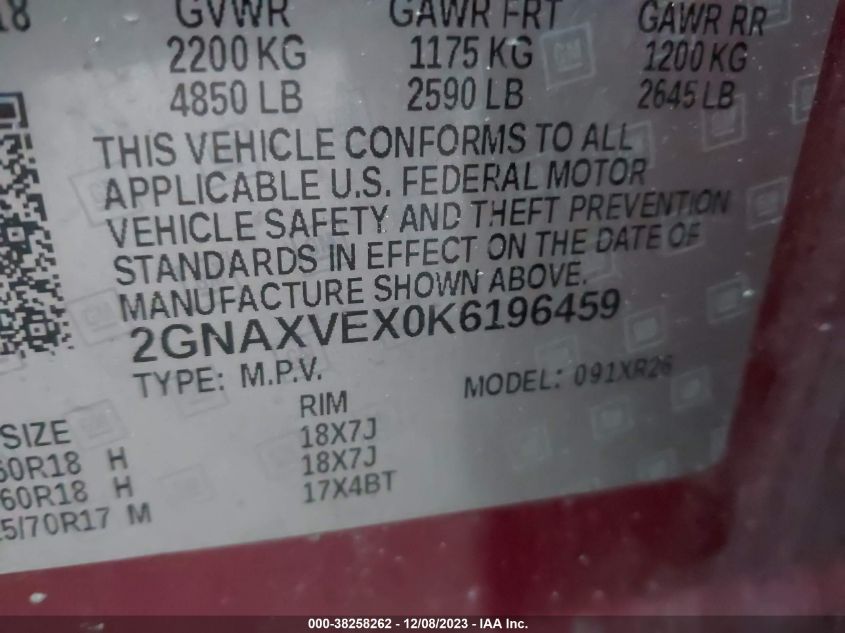 18
GVWR GAWR FRT GAWR RR
2200 KG 1175 KG 1200 KG
4850 LB 2590 LB 2645 LB
THIS VEHICLE CONFORMS TO ALL
APPLICABLE U.S. FEDERAL MOTOR
VEHICLE SAFETY AND THEFT PREVENTION
STANDARDS IN EFFECT ON THE DATE OF
MANUFACTURE SHOWN ABOVE.
2GNAXVEX0K6196459
TYPE: M.P.V. MODEL: 091XR26
SIZE RIM
60R18 H 18X7J
60R18 H 18X7J
5/70R17 M 17X4BT
000-38258262 - 12/08/2023 - IAA Inc.